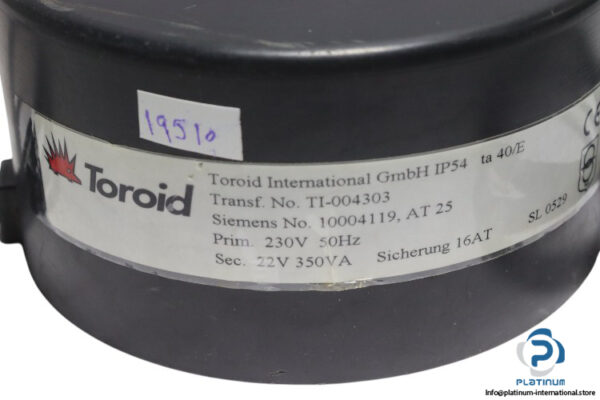 19510
Toroid
Toroid International GmbH IP54 ta 40/E
Transf. No. TI-004303
Siemens No. 10004119, AT 25
Prim. 230V 50Hz
Sec. 22V 350VA Sicherung 16AT
SL 0529
CE
PLATINUM
Info@platinum-international.store